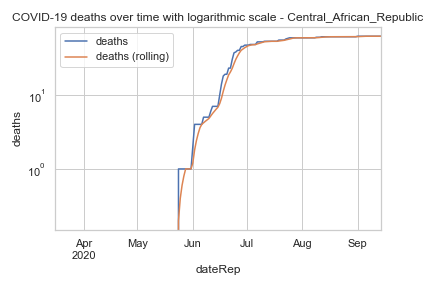 COVID-19 deaths over time with logarithmic scale - Central_African_Republic
deaths
deaths (rolling)
10¹
10⁰
deaths
Apr
2020
May
Jun
Jul
Aug
Sep
dateRep